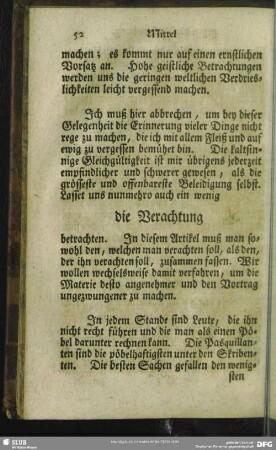 52 Mittel
machen; es kommt nur auf einen ernstlichen
Vorsatz an. Hohe geistliche Betrachtungen
werden uns die geringen weltlichen Verdries-
lichkeiten leicht vergessend machen.
Ich muß hier abbrechen, um bey dieser
Gelegenheit die Erinnerung vieler Dinge nicht
rege zu machen, die ich mit allem Fleiß und auf
ewig zu vergessen bemühet bin. Die kaltsin-
nige Gleichgültigkeit ist mir übrigens jederzeit
empfindlicher und schwerer gewesen, als die
grösseste und offenbareste Beleidigung selbst.
Lasset uns nunmehro auch ein wenig
die Verachtung
betrachten. In diesem Artikel muß man so-
wohl den, welchen man verachten soll, als den,
der ihn verachten soll, zusammen fassen. Wir
wollen wechselsweise damit verfahren, um die
Materie desto angenehmer und den Vortrag
ungezwungener zu machen.
In jedem Stande sind Leute, die ihn
nicht recht führen und die man als einen Pö-
bel darunter rechnen kann. Die Pasquillan-
ten sind die pöbelhaftigsten unter den Skriben-
ten. Die besten Sachen gefallen den wenig-
sten
SLUB
DFG